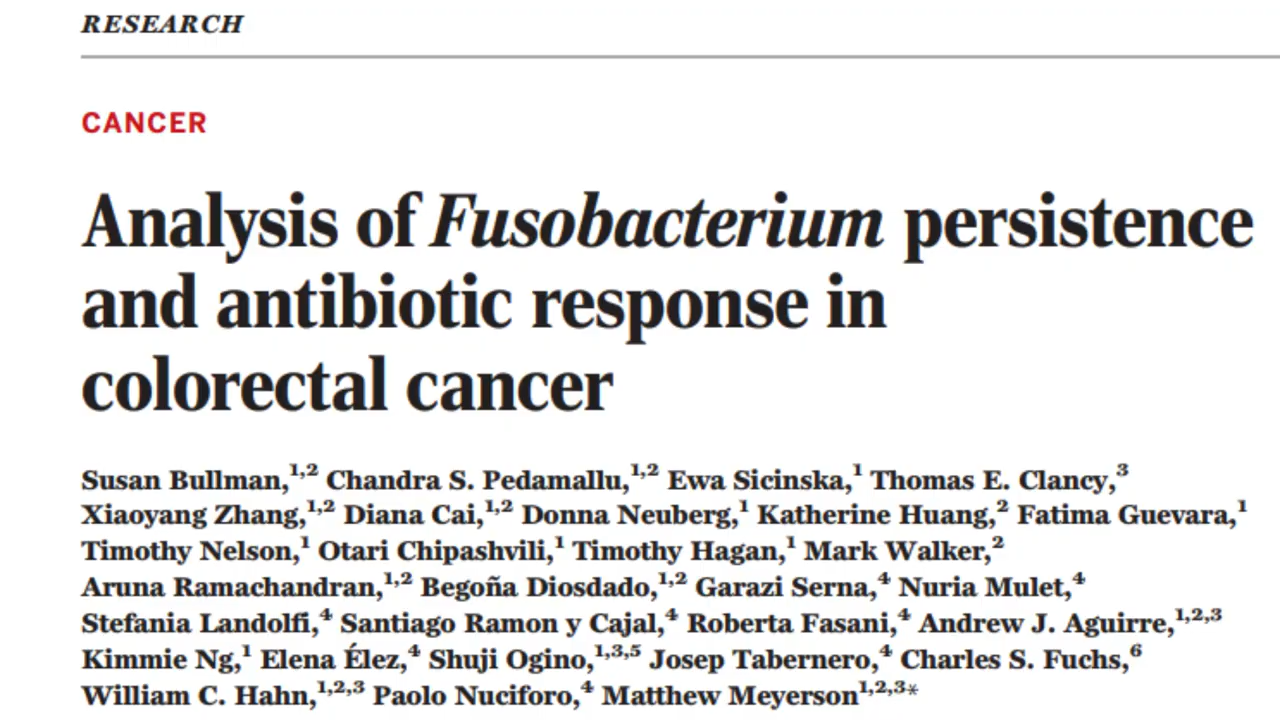 RESEARCH
CANCER
Analysis of Fusobacterium persistence
and antibiotic response in
colorectal cancer
Susan Bullman,1,2 Chandra S. Pedamallu,1,2 Ewa Sicinska,1 Thomas E. Clancy,3
Xiaoyang Zhang,1,2 Diana Cai,1,2 Donna Neuberg,1 Katherine Huang,2 Fatima Guevara,1
Timothy Nelson,1 Otari Chipashvili,1 Timothy Hagan,1 Mark Walker,2
Aruna Ramachandran,1,2 Begoña Diosdado,1,2 Garazi Serna,4 Nuria Mulet,4
Stefania Landolfi,4 Santiago Ramon y Cajal,4 Roberta Fasani,4 Andrew J. Aguirre,1,2,3
Kimmie Ng,1 Elena Élez,4 Shuji Ogino,1,3,5 Josep Tabernero,4 Charles S. Fuchs,6
William C. Hahn,1,2,3 Paolo Nuciforo,4 Matthew Meyerson1,2,3*